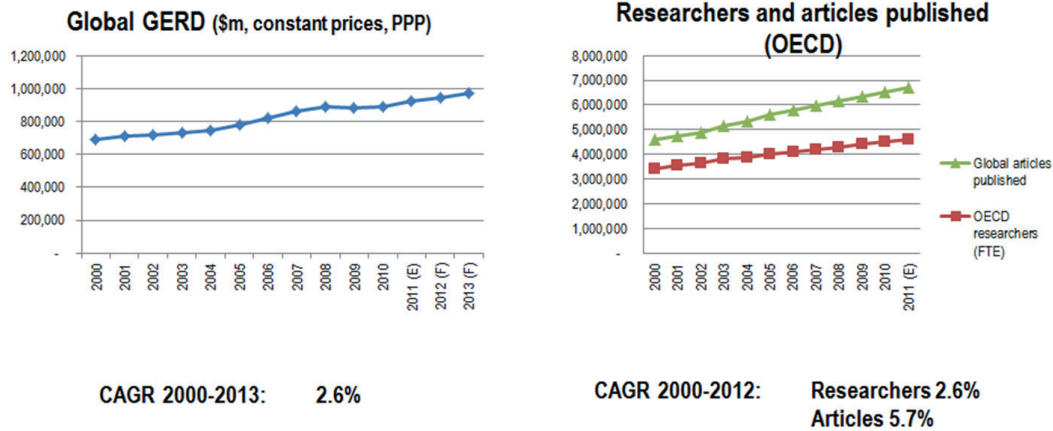 Global GERD ($m, constant prices, PPP)
1,200,000
1,000,000
800,000
600,000
400,000
200,000
-
2000
2001
2002
2003
2004
2005
2006
2007
2008
2009
2010
2011 (E)
2012 (F)
2013 (F)
CAGR 2000-2013: 2.6%
Researchers and articles published
(OECD)
8,000,000
7,000,000
6,000,000
5,000,000
4,000,000
3,000,000
2,000,000
1,000,000
-
2000
2001
2002
2003
2004
2005
2006
2007
2008
2009
2010
2011 (E)
Global articles
published
OECD
researchers
(FTE)
CAGR 2000-2012: Researchers 2.6%
Articles 5.7%